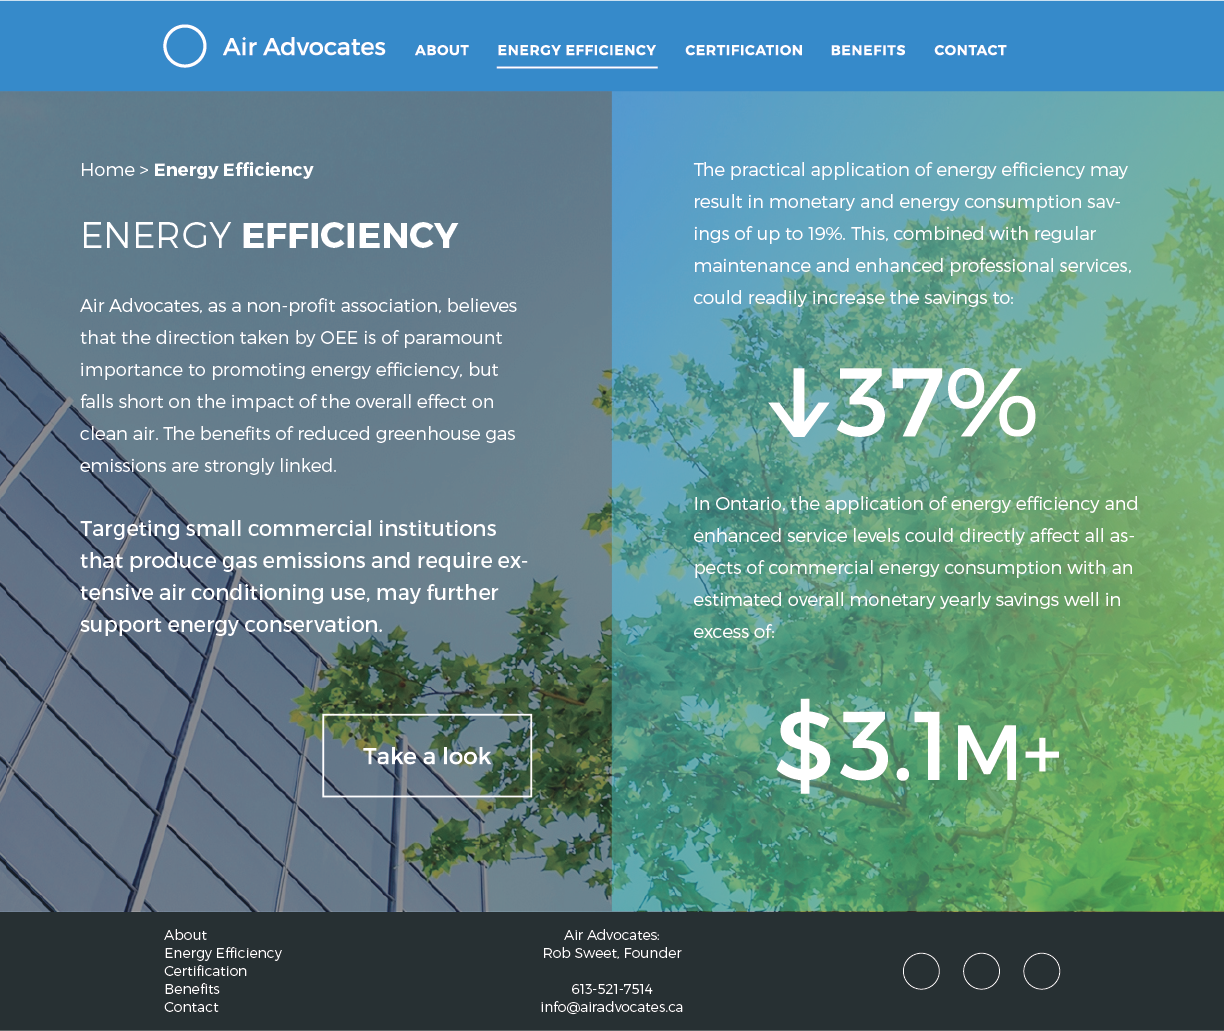 Air Advocates
ABOUT
ENERGY EFFICIENCY
CERTIFICATION
BENEFITS
CONTACT
Home > Energy Efficiency
ENERGY EFFICIENCY
Air Advocates, as a non-profit association, believes
that the direction taken by OEE is of paramount
importance to promoting energy efficiency, but
falls short on the impact of the overall effect on
clean air. The benefits of reduced greenhouse gas
emissions are strongly linked.
Targeting small commercial institutions
that produce gas emissions and require ex-
tensive air conditioning use, may further
support energy conservation.
Take a look
The practical application of energy efficiency may
result in monetary and energy consumption sav-
ings of up to 19%. This, combined with regular
maintenance and enhanced professional services,
could readily increase the savings to:
↓37%
In Ontario, the application of energy efficiency and
enhanced service levels could directly affect all as-
pects of commercial energy consumption with an
estimated overall monetary yearly savings well in
excess of:
$3.1M+
About
Energy Efficiency
Certification
Benefits
Contact
Air Advocates:
Rob Sweet, Founder
613-521-7514
info@airadvocates.ca